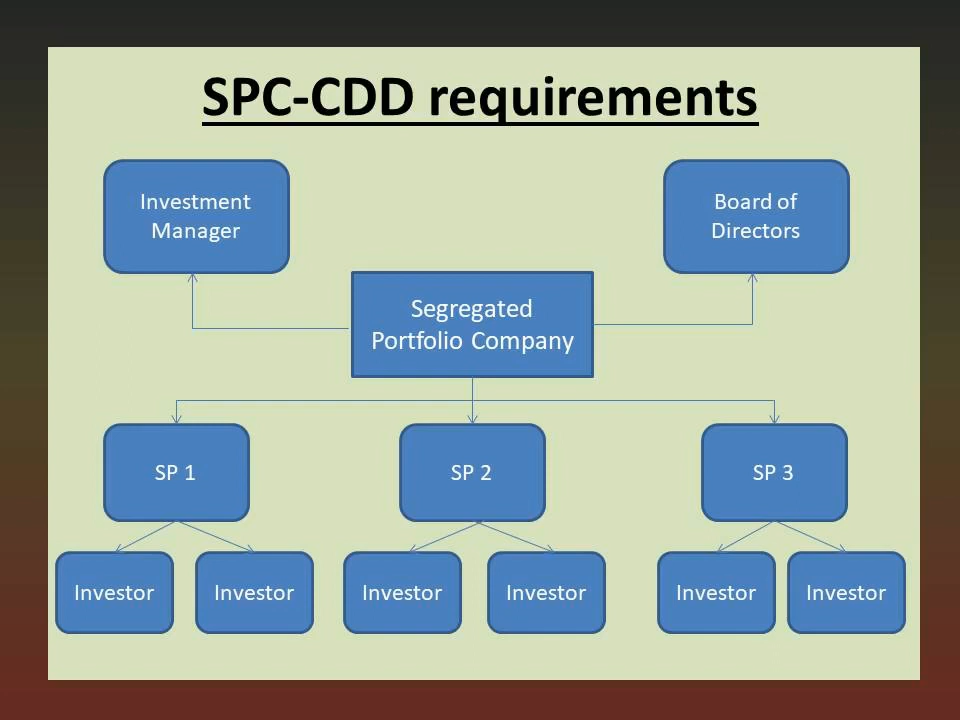 SPC-CDD requirements
Investment
Manager
Board of
Directors
Segregated
Portfolio Company
SP 1
SP 2
SP 3
Investor
Investor
Investor
Investor
Investor
Investor